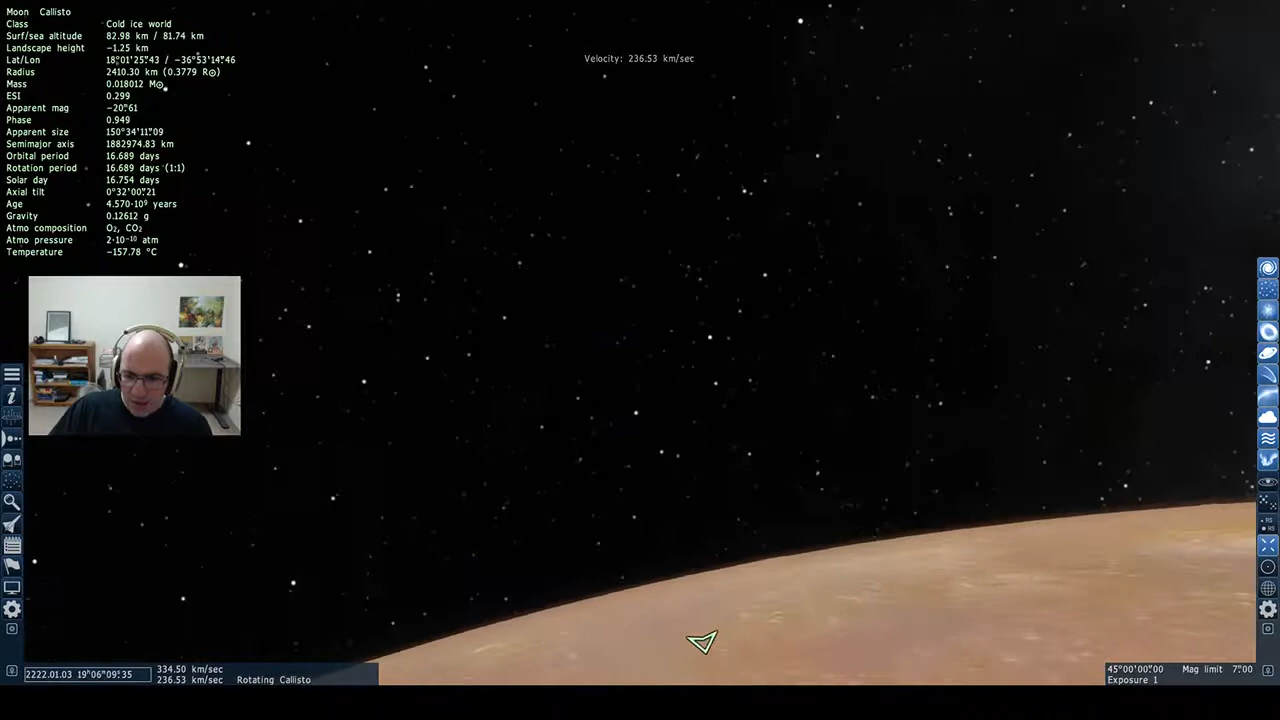 Moon Callisto
Class Cold ice world
Surf/sea altitude 82.98 km / 81.74 km
Landscape height -1.25 km
Lat/Lon 18°01'25"43 / -36°53'14"46
Radius 2410.30 km (0.3779 R⊙)
Mass 0.018012 M⊙
ESI 0.299
Apparent mag -20.61
Phase 0.949
Apparent size 150°34'11"09
Semimajor axis 1882974.83 km
Orbital period 16.689 days
Rotation period 16.689 days (1:1)
Solar day 16.754 days
Axial tilt 0°32'00"21
Age 4.570·10⁹ years
Gravity 0.12612 g
Atmo composition O₂, CO₂
Atmo pressure 2·10⁻¹⁰ atm
Temperature -157.78 °C
Velocity: 236.53 km/sec
RS
RS
2222.01.03 19ʰ06ᵐ09ˢ35
334.50 km/sec
236.53 km/sec Rotating Callisto
45°00'00"00 Mag limit 7ᵐ00
Exposure 1